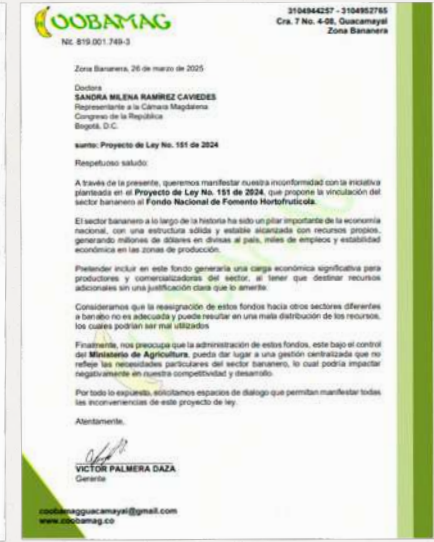 COOBAMAG
Nit. 819.001.749-3
3104944257 - 3104952765
Cra. 7 No. 4-08, Guacamayal
Zona Bananera
Zona Bananera, 26 de marzo de 2025
Doctora
SANDRA MILENA RAMÍREZ CAVIEDES
Representante a la Cámara Magdalena
Congreso de la República
Bogotá, D.C.
sunto: Proyecto de Ley No. 151 de 2024
Respetuoso saludo:
A través de la presente, queremos manifestar nuestra inconformidad con la iniciativa
planteada en el Proyecto de Ley No. 151 de 2024, que propone la vinculación del
sector bananero al Fondo Nacional de Fomento Hortofrutícola.
El sector bananero a lo largo de la historia ha sido un pilar importante de la economía
nacional, con una estructura sólida y estable alcanzada con recursos propios,
generando millones de dólares en divisas al país, miles de empleos y estabilidad
económica en las zonas de producción.
Pretender incluir en este fondo generaría una carga económica significativa para
productores y comercializadoras del sector, al tener que destinar recursos
adicionales sin una justificación clara que lo amerite.
Consideramos que la reasignación de estos fondos hacia otros sectores diferentes
a banano no es adecuada y puede resultar en una mala distribución de los recursos,
los cuales podrían ser mal utilizados
Finalmente, nos preocupa que la administración de estos fondos, este bajo el control
del Ministerio de Agricultura, pueda dar lugar a una gestión centralizada que no
refleje las necesidades particulares del sector bananero, lo cual podría impactar
negativamente en nuestra competitividad y desarrollo.
Por todo lo expuesto, solicitamos espacios de dialogo que permitan manifestar todas
las inconveniencias de este proyecto de ley.
Atentamente,
VICTOR PALMERA DAZA
Gerente
coobamagguacamayal@gmail.com
www.coobamag.co